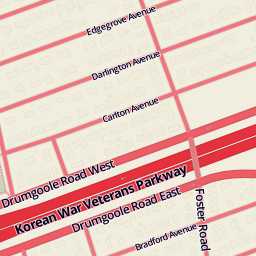 Edgegrove Avenue
Darlington Avenue
Carlton Avenue
Drumgoole Road West
Korean War Veterans Parkway
Drumgoole Road East
Foster Road
Bradford Avenue